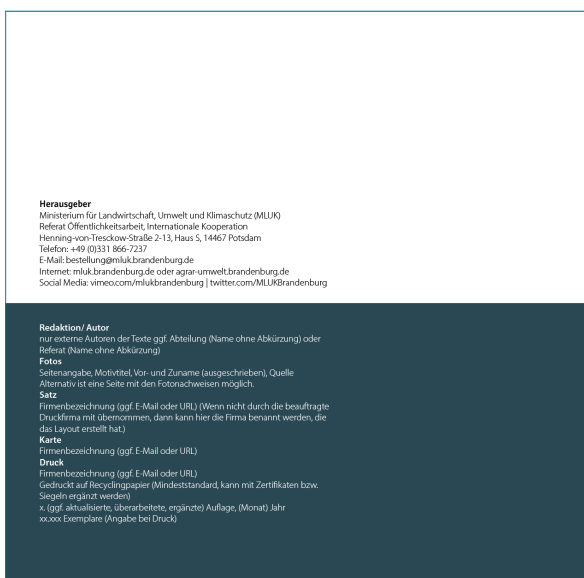 Herausgeber
Ministerium für Landwirtschaft, Umwelt und Klimaschutz (MLUK)
Referat Öffentlichkeitsarbeit, Internationale Kooperation
Henning-von-Tresckow-Straße 2-13, Haus S, 14467 Potsdam
Telefon: +49 (0)331 866-7237
E-Mail: bestellung@mluk.brandenburg.de
Internet: mluk.brandenburg.de oder agrar-umwelt.brandenburg.de
Social Media: vimeo.com/mlukbrandenburg | twitter.com/MLUKBrandenburg
Redaktion/ Autor
nur externe Autoren der Texte ggf. Abteilung (Name ohne Abkürzung) oder
Referat (Name ohne Abkürzung)
Fotos
Seitenangabe, Motivtitel, Vor- und Zuname (ausgeschrieben), Quelle
Alternativ ist eine Seite mit den Fotonachweisen möglich.
Satz
Firmenbezeichnung (ggf. E-Mail oder URL) (Wenn nicht durch die beauftragte
Druckfirma mit übernommen, dann kann hier die Firma benannt werden, die
das Layout erstellt hat.)
Karte
Firmenbezeichnung (ggf. E-Mail oder URL)
Druck
Firmenbezeichnung (ggf. E-Mail oder URL)
Gedruckt auf Recyclingpapier (Mindeststandard, kann mit Zertifikaten bzw.
Siegeln ergänzt werden)
x. (ggf. aktualisierte, überarbeitete, ergänzte) Auflage, (Monat) Jahr
xx.xxx Exemplare (Angabe bei Druck)